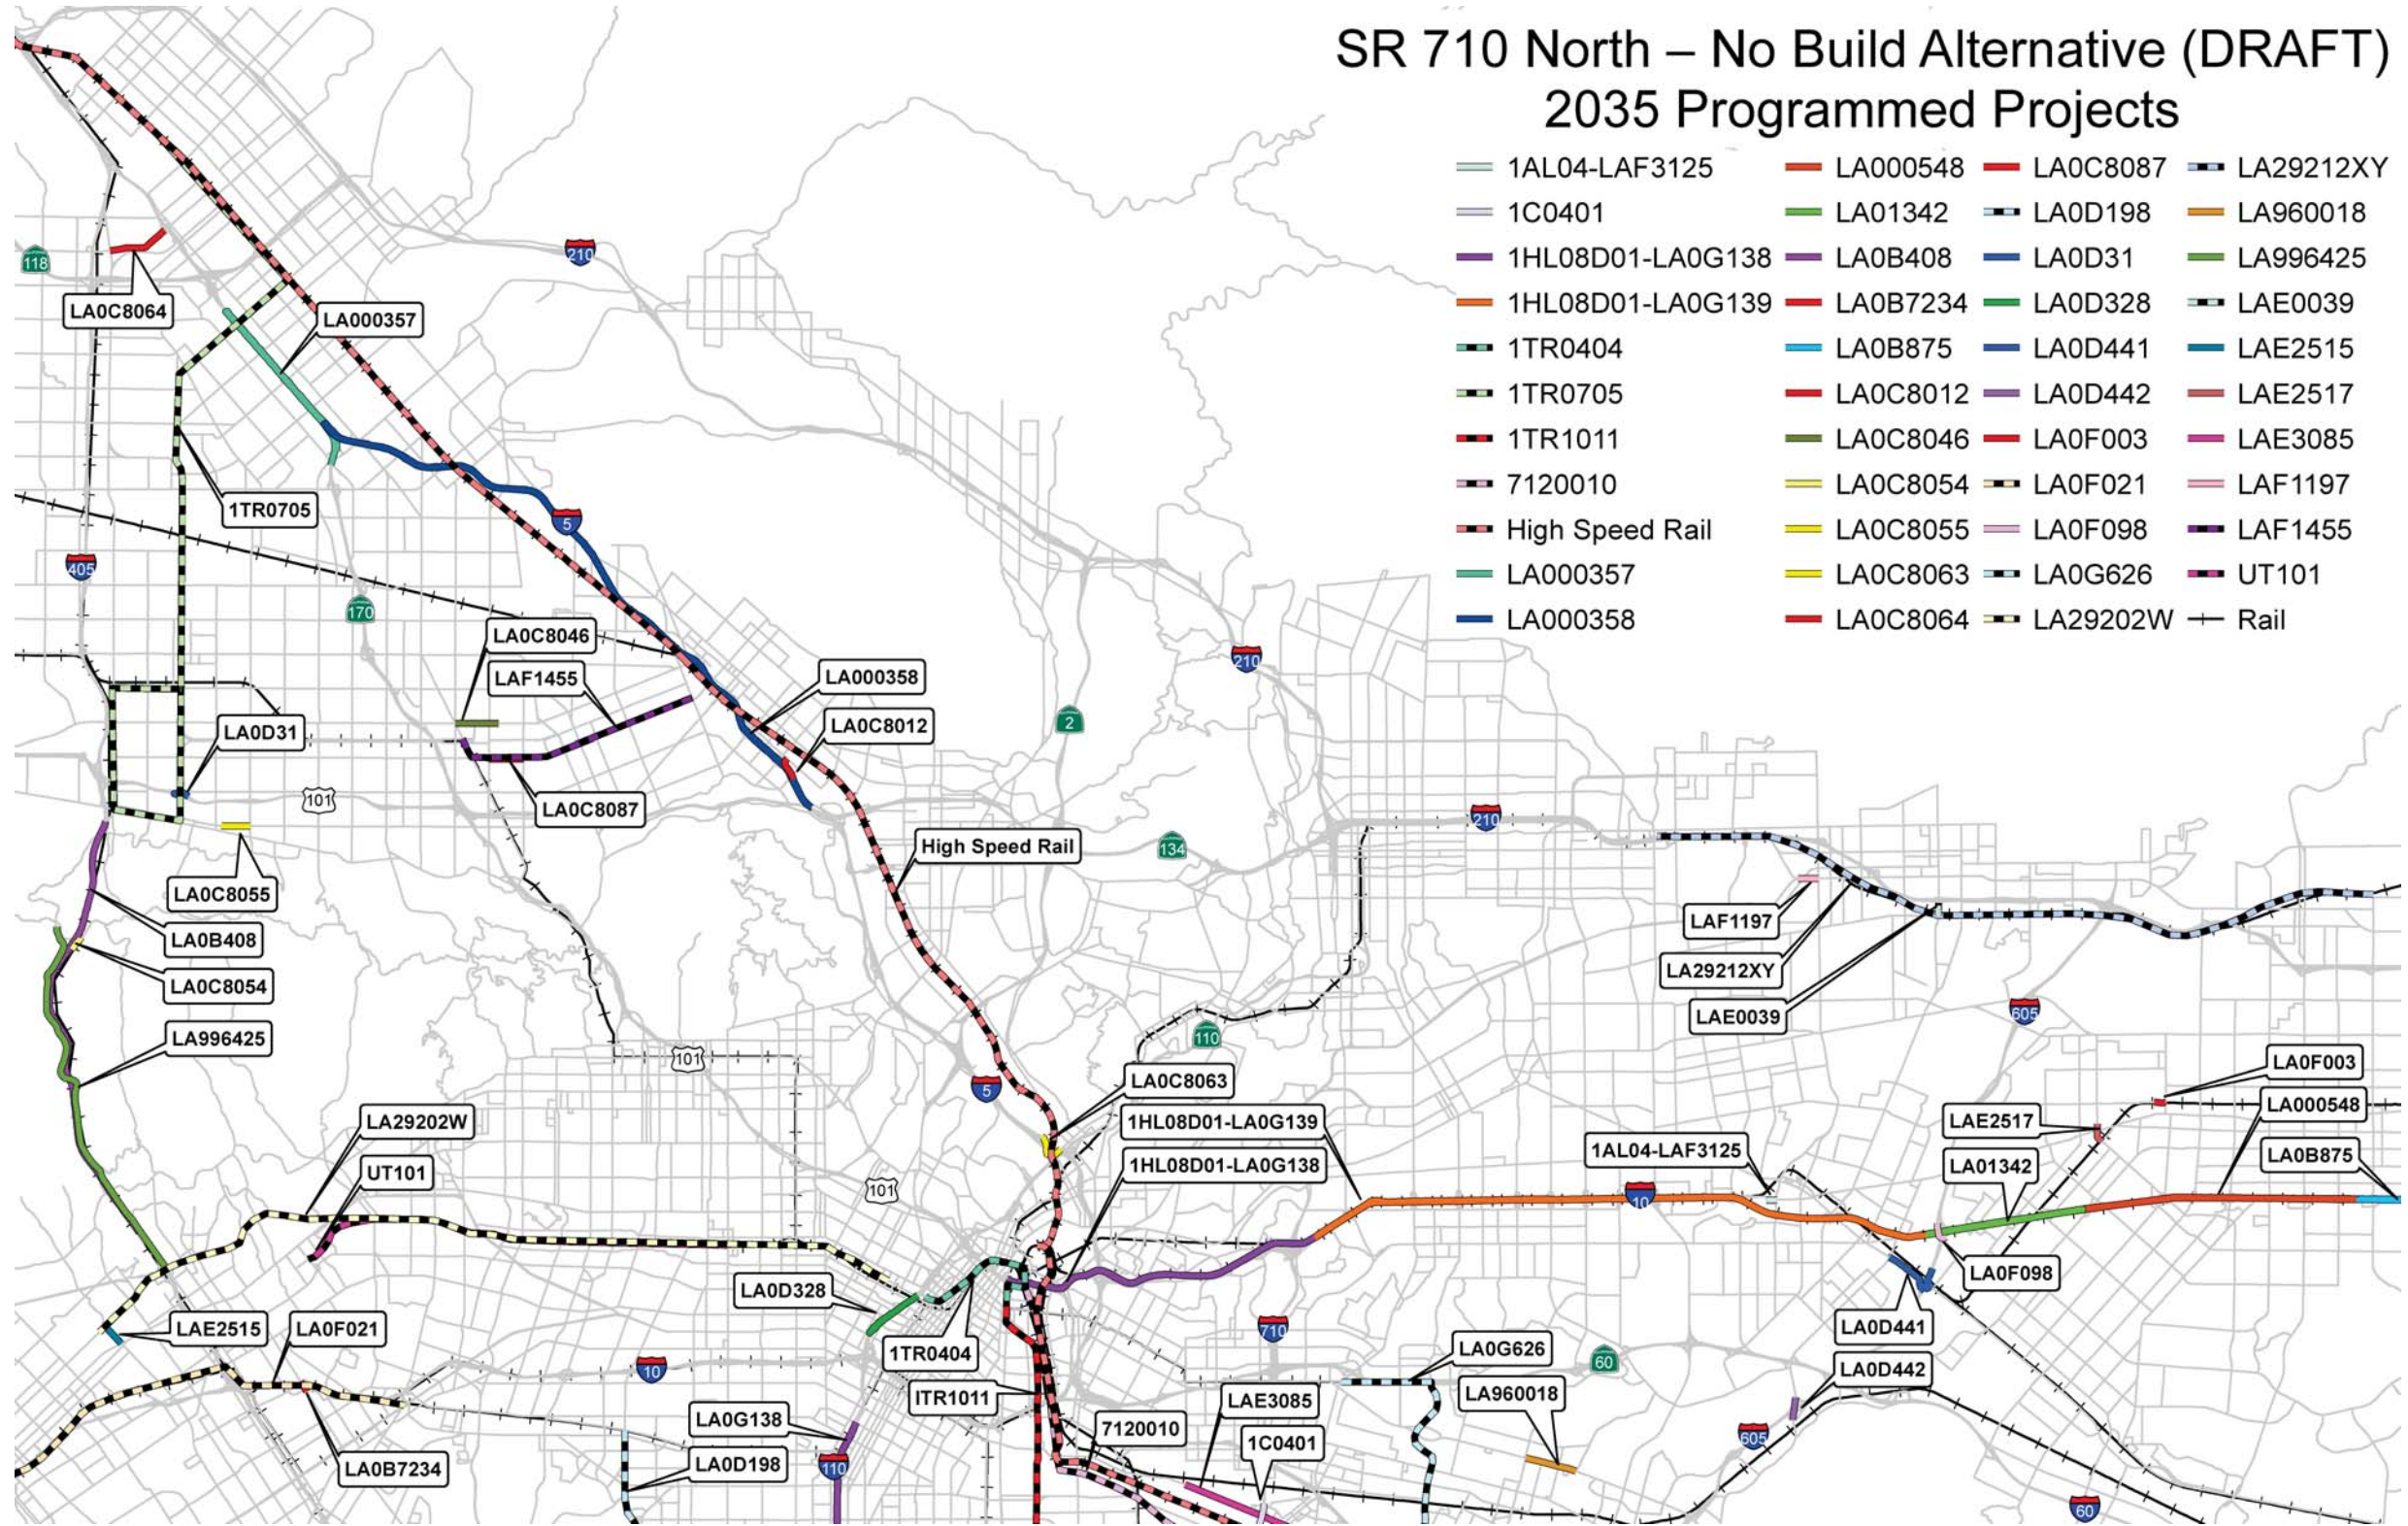 SR 710 North – No Build Alternative (DRAFT)
2035 Programmed Projects
1AL04-LAF3125
1C0401
1HL08D01-LA0G138
1HL08D01-LA0G139
1TR0404
1TR0705
1TR1011
7120010
High Speed Rail
LA000357
LA000358
LA000548
LA01342
LA0B408
LA0B7234
LA0B875
LA0C8012
LA0C8046
LA0C8054
LA0C8055
LA0C8063
LA0C8064
LA0C8087
LA0D198
LA0D31
LA0D328
LA0D441
LA0D442
LA0F003
LA0F021
LA0F098
LA0G626
LA29202W
LA29212XY
LA960018
LA996425
LAE0039
LAE2515
LAE2517
LAE3085
LAF1197
LAF1455
UT101
Rail
118
210
LA0C8064
LA000357
1TR0705
5
405
170
LA0C8046
LAF1455
LA000358
210
LA0C8012
2
LA0D31
101
LA0C8087
210
High Speed Rail
134
LA0C8055
LAF1197
LA0B408
LA29212XY
LA0C8054
LAE0039
605
LA996425
110
101
5
LA0C8063
LA0F003
LA29202W
1HL08D01-LA0G139
LA000548
LAE2517
1AL04-LAF3125
LA0B875
UT101
1HL08D01-LA0G138
LA01342
101
10
LA0F098
LA0D328
LAE2515
LA0F021
710
LA0D441
1TR0404
LA0G626
60
10
LA0D442
ITR1011
LAE3085
LA960018
LA0G138
7120010
1C0401
605
LA0B7234
LA0D198
110
60